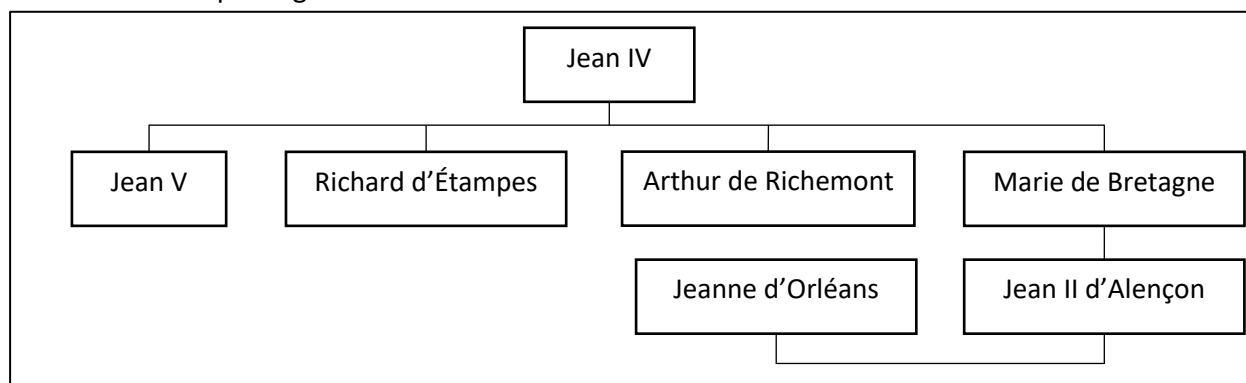 Jean IV
Jean V
Richard d’Étampes
Arthur de Richemont
Marie de Bretagne
Jeanne d’Orléans
Jean II d’Alençon